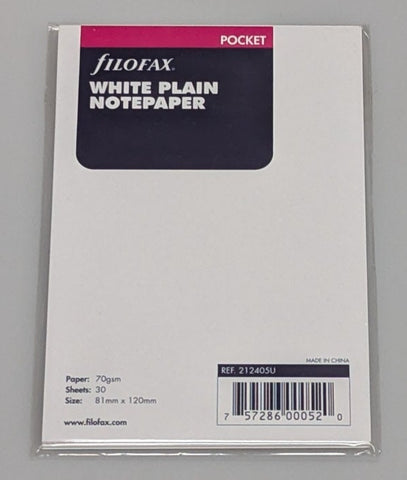 POCKET
fILOFAX®
WHITE PLAIN
NOTEPAPER
MADE IN CHINA
REF. 212405U
Paper: 70gsm
Sheets: 30
Size: 81mm x 120mm
7 57286 00052 0
www.filofax.com